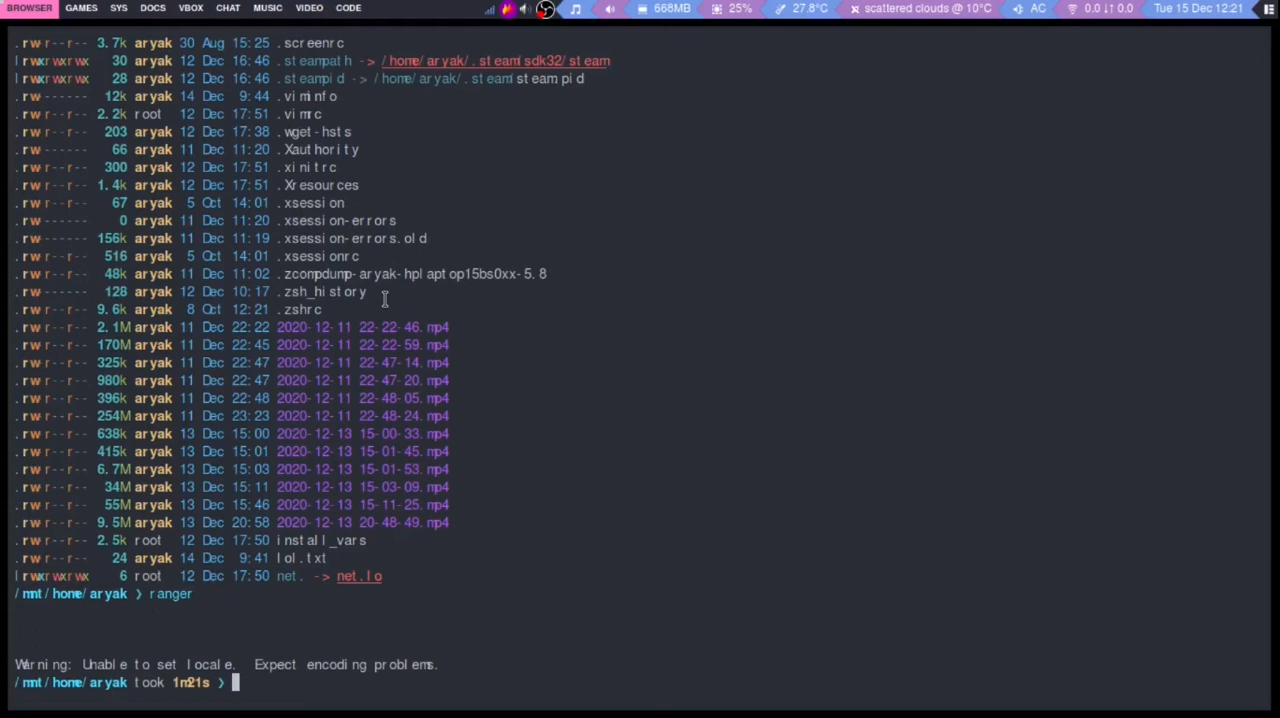 BROWSER GAMES SYS DOCS VBOX CHAT MUSIC VIDEO CODE 668MB 25% 27.8°C scattered clouds @ 10°C AC 0.0 ↓↑ 0.0 Tue 15 Dec 12:21
.rw-r--r-- 3.7k aryak 30 Aug 15:25 .screenrc
lrwxrwxrwx 30 aryak 12 Dec 16:46 .steampath -> /home/aryak/.steam/sdk32/steam
lrwxrwxrwx 28 aryak 12 Dec 16:46 .steampid -> /home/aryak/.steam/steam.pid
.rw------- 12k aryak 14 Dec 9:44 .viminfo
.rw-r--r-- 2.2k root 12 Dec 17:51 .vimrc
.rw-r--r-- 203 aryak 12 Dec 17:38 .wget-hsts
.rw------- 66 aryak 11 Dec 11:20 .Xauthority
.rw-r--r-- 300 aryak 12 Dec 17:51 .xinitrc
.rw-r--r-- 1.4k aryak 12 Dec 17:51 .Xresources
.rw-r--r-- 67 aryak 5 Oct 14:01 .xsession
.rw------- 0 aryak 11 Dec 11:20 .xsession-errors
.rw------- 156k aryak 11 Dec 11:19 .xsession-errors.old
.rw-r--r-- 516 aryak 5 Oct 14:01 .xsessionrc
.rw-r--r-- 48k aryak 11 Dec 11:02 .zcompdump-aryak-hplaptop15bs0xx-5.8
.rw------- 128 aryak 12 Dec 10:17 .zsh_history
.rw-r--r-- 9.6k aryak 8 Oct 12:21 .zshrc
.rw-r--r-- 2.1M aryak 11 Dec 22:22 2020-12-11 22-22-46.mp4
.rw-r--r-- 170M aryak 11 Dec 22:45 2020-12-11 22-22-59.mp4
.rw-r--r-- 325k aryak 11 Dec 22:47 2020-12-11 22-47-14.mp4
.rw-r--r-- 980k aryak 11 Dec 22:47 2020-12-11 22-47-20.mp4
.rw-r--r-- 396k aryak 11 Dec 22:48 2020-12-11 22-48-05.mp4
.rw-r--r-- 254M aryak 11 Dec 23:23 2020-12-11 22-48-24.mp4
.rw-r--r-- 638k aryak 13 Dec 15:00 2020-12-13 15-00-33.mp4
.rw-r--r-- 415k aryak 13 Dec 15:01 2020-12-13 15-01-45.mp4
.rw-r--r-- 6.7M aryak 13 Dec 15:03 2020-12-13 15-01-53.mp4
.rw-r--r-- 34M aryak 13 Dec 15:11 2020-12-13 15-03-09.mp4
.rw-r--r-- 55M aryak 13 Dec 15:46 2020-12-13 15-11-25.mp4
.rw-r--r-- 9.5M aryak 13 Dec 20:58 2020-12-13 20-48-49.mp4
.rw-r--r-- 2.5k root 12 Dec 17:50 install_vars
.rw-r--r-- 24 aryak 14 Dec 9:41 lol.txt
lrwxrwxrwx 6 root 12 Dec 17:50 net. -> net.lo
/mnt/home/aryak ❯ ranger
Warning: Unable to set locale. Expect encoding problems.
/mnt/home/aryak took 1m21s ❯